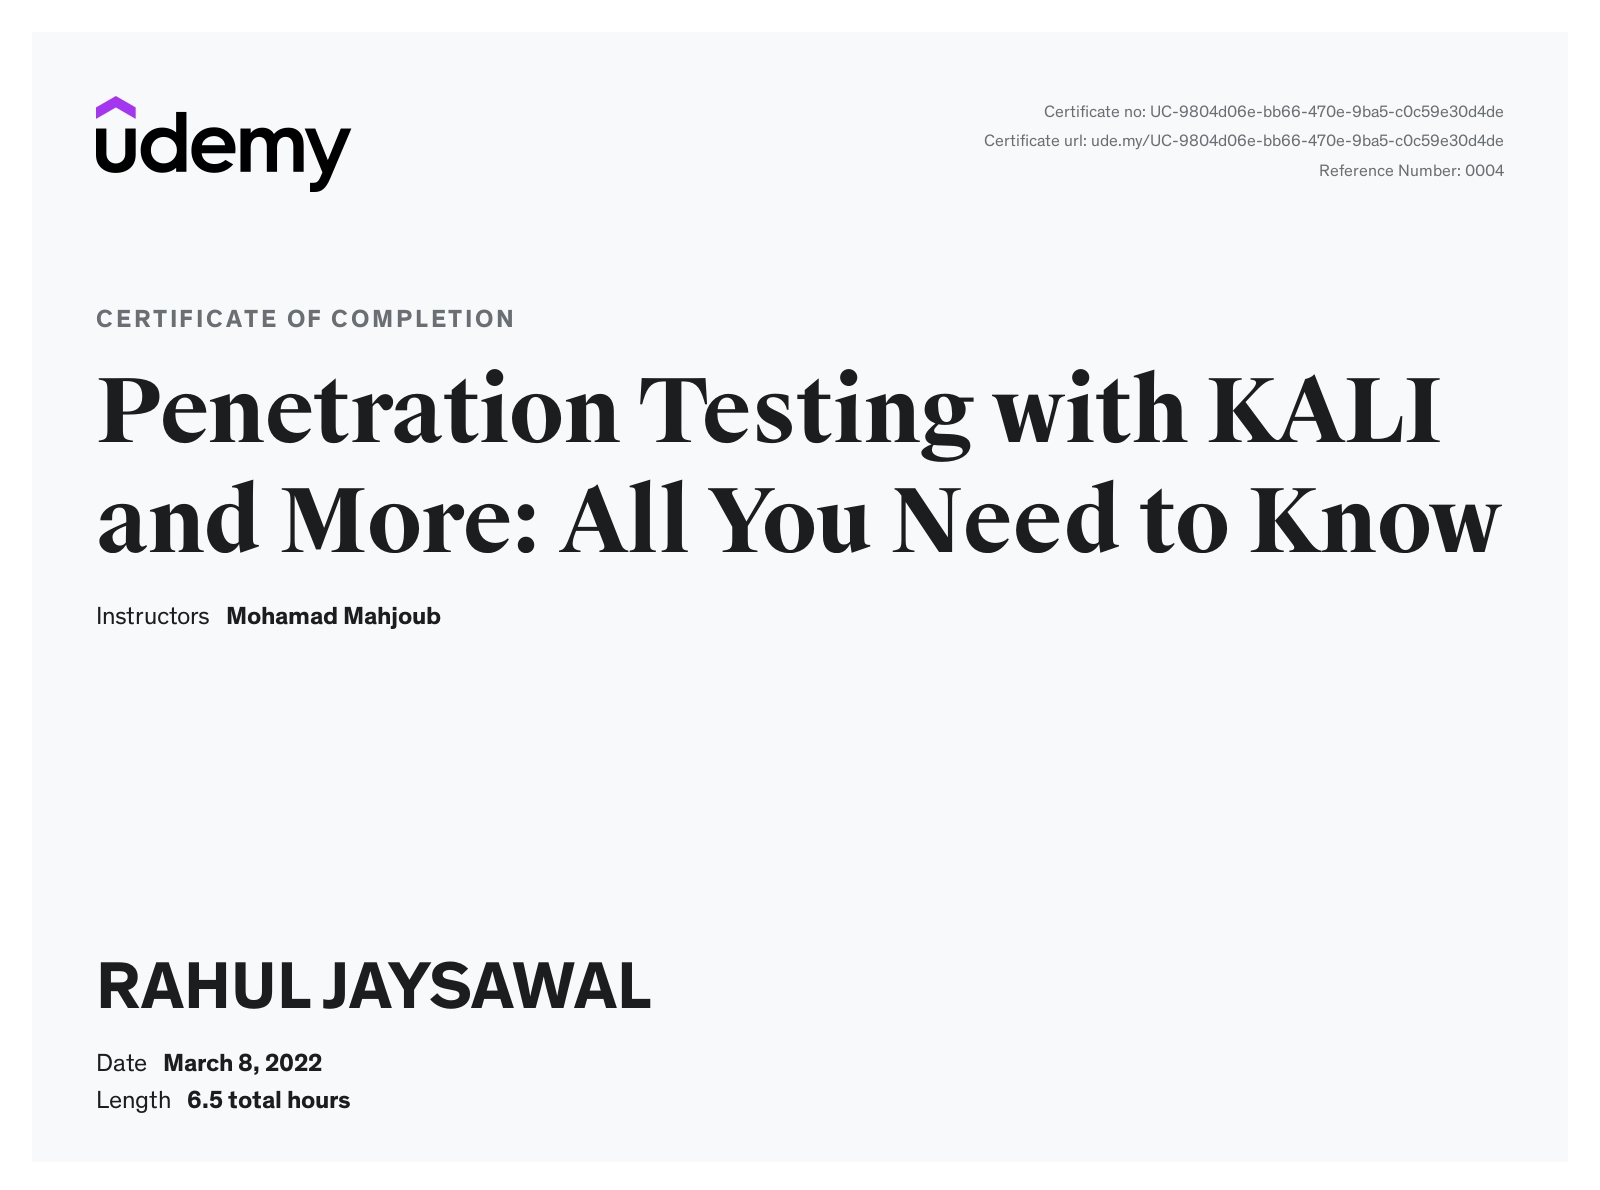 udemy
Certificate no: UC-9804d06e-bb66-470e-9ba5-c0c59e30d4de
Certificate url: ude.my/UC-9804d06e-bb66-470e-9ba5-c0c59e30d4de
Reference Number: 0004
CERTIFICATE OF COMPLETION
Penetration Testing with KALI
and More: All You Need to Know
Instructors Mohamad Mahjoub
RAHUL JAYSAWAL
Date March 8, 2022
Length 6.5 total hours